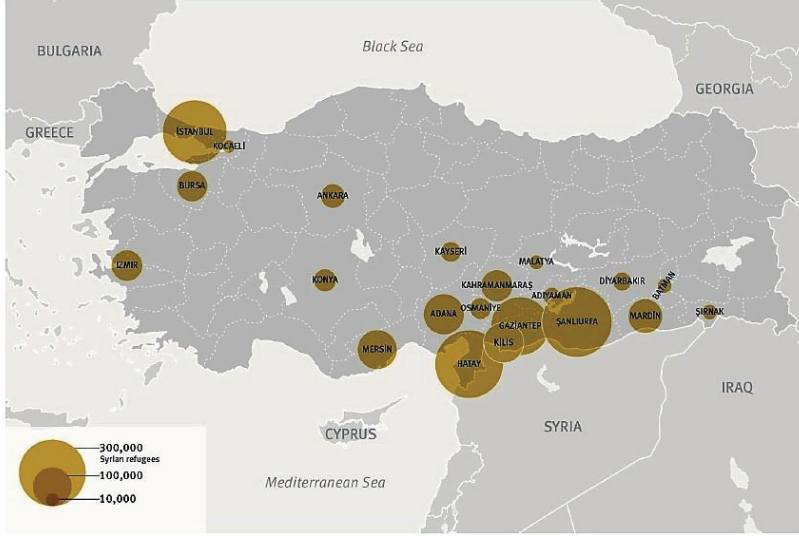 Black Sea
BULGARIA
GEORGIA
GREECE
İSTANBUL
KOCAELİ
BURSA
ANKARA
KAYSERİ
MALATYA
IZMIR
KONYA
KAHRAMANMARAŞ
ADIYAMAN
DİYARBAKIR
BATMAN
ADANA
OSMANİYE
GAZİANTEP
ŞANLIURFA
MARDİN
ŞIRNAK
MERSİN
KİLİS
HATAY
IRAQ
SYRIA
CYPRUS
Mediterranean Sea
300,000
Syrian refugees
100,000
10,000